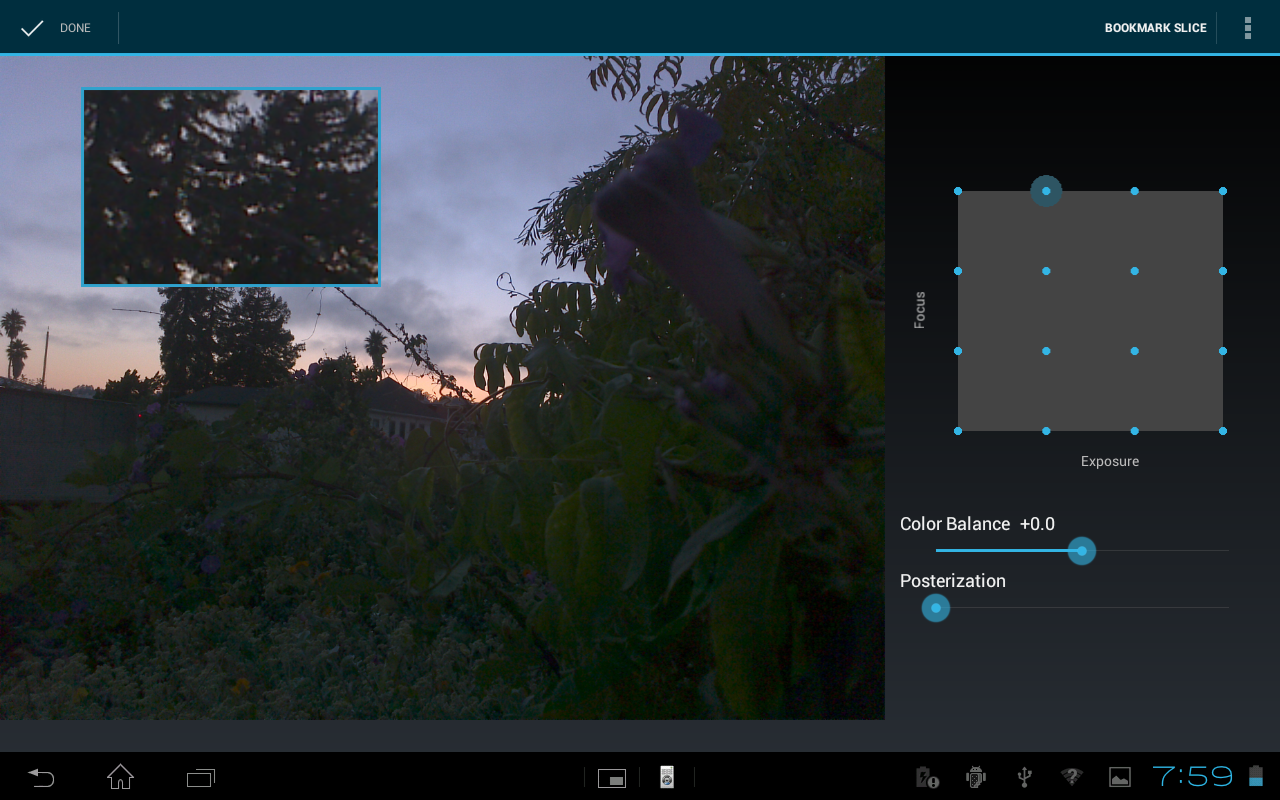 DONE
BOOKMARK SLICE
Focus
Exposure
Color Balance +0.0
Posterization
7:59